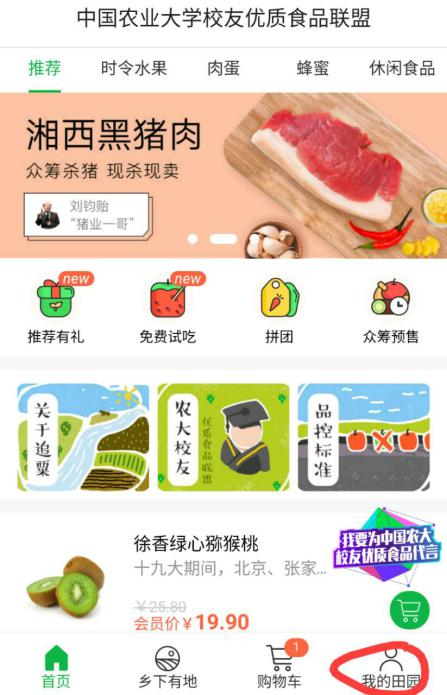 中国农业大学校友优质食品联盟
推荐 时令水果 肉蛋 蜂蜜 休闲食品
湘西黑猪肉
众筹杀猪 现杀现卖
刘钧贻
“猪业一哥”
new new
推荐有礼 免费试吃 拼团 众筹预售
关于追粟
农大校友
优质食品联盟
品控标准
徐香绿心猕猴桃
十九大期间，北京、张家...
我要为中国农大
校友优质食品代言
￥25.80
会员价￥19.90
1
首页 乡下有地 购物车 我的田园